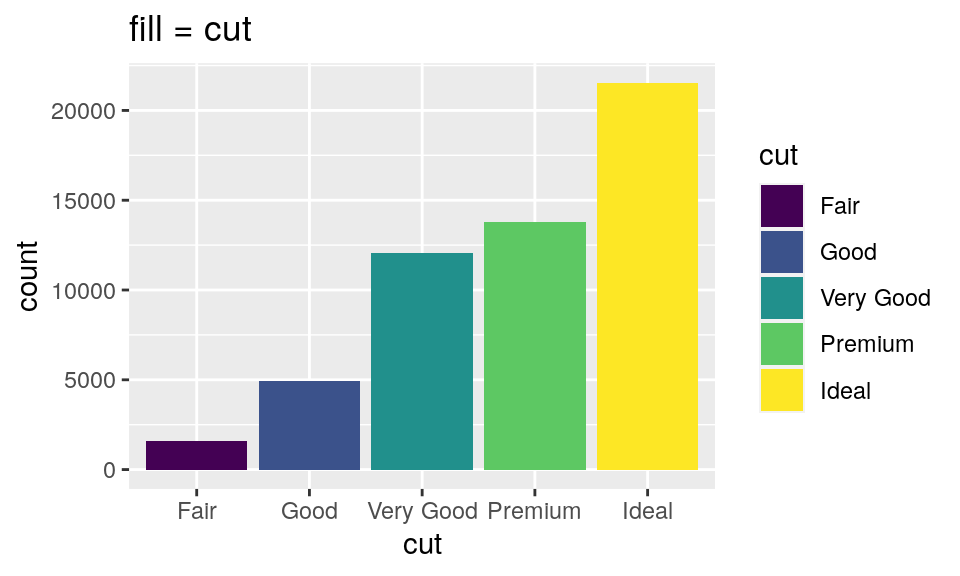 fill = cut
count
20000
15000
10000
5000
0
Fair Good Very Good Premium Ideal
cut
cut
Fair
Good
Very Good
Premium
Ideal